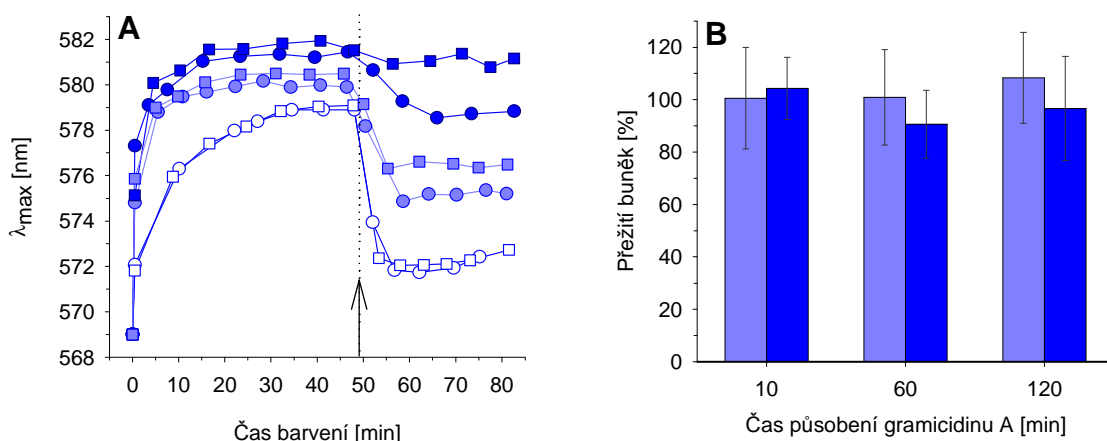 A
582
580
578
576
574
572
570
568
λmax [nm]
0 10 20 30 40 50 60 70 80
Čas barvení [min]
B
120
100
80
60
40
20
0
Přežití buněk [%]
10 60 120
Čas působení gramicidinu A [min]